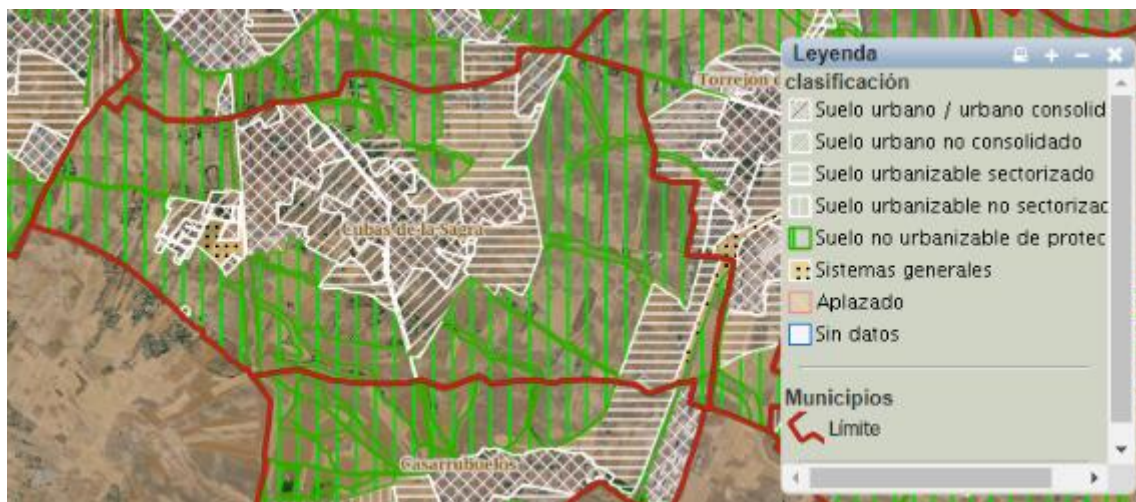 Leyenda
Torrejon d
clasificación
Suelo urbano / urbano consolid
Suelo urbano no consolidado
Suelo urbanizable sectorizado
Suelo urbanizable no sectorizac
Suelo no urbanizable de protec
Sistemas generales
Aplazado
Sin datos
Municipios
Límite
Cubas de la Sagra
Casarrubuelos